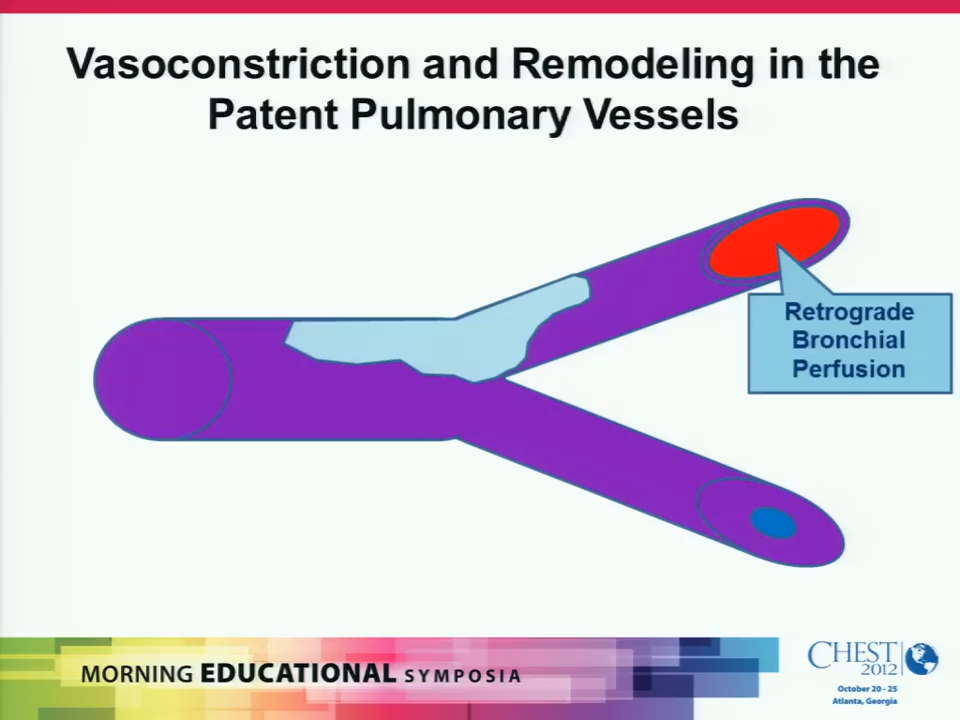 Vasoconstriction and Remodeling in the
Patent Pulmonary Vessels
Retrograde
Bronchial
Perfusion
MORNING EDUCATIONAL SYMPOSIA
CHEST
2012
October 20 - 25
Atlanta, Georgia